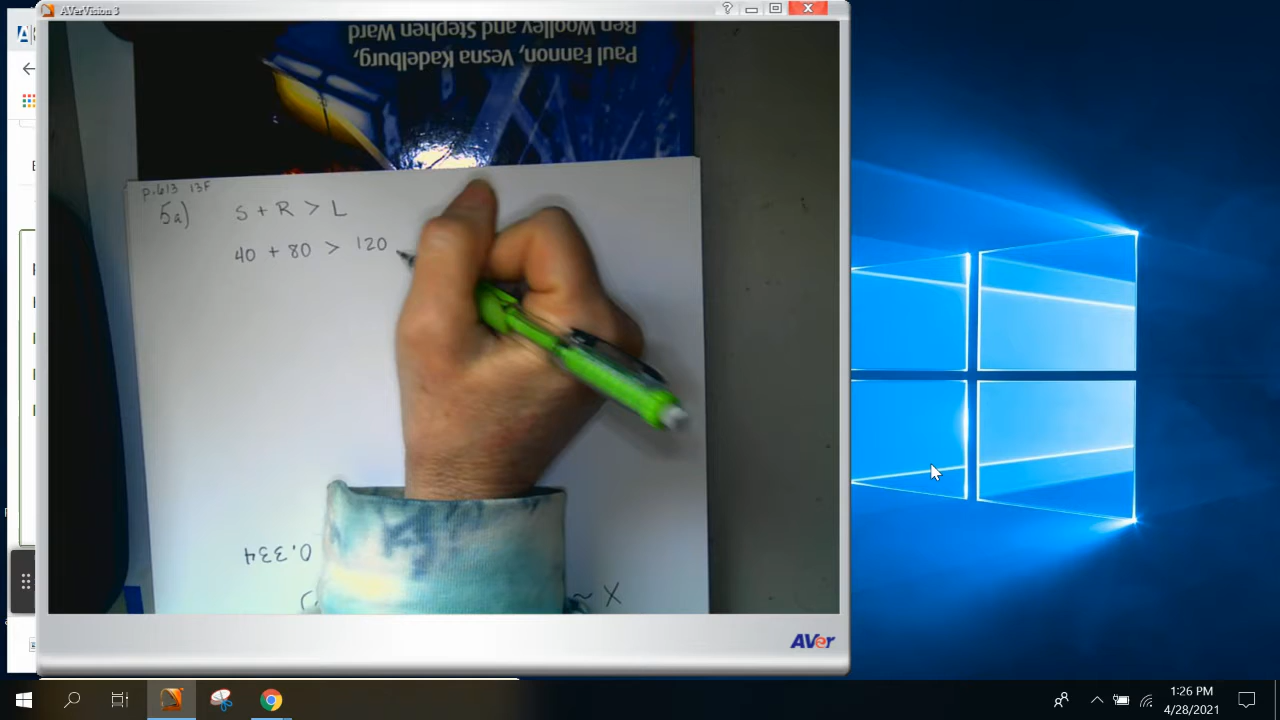 AVerVision 3
Ben Woolley and Stephen Ward
Paul Fannon, Vesna Kadelburg,
p.613 13F
5a) S + R > L
40 + 80 > 120
0.334
~ X
AVer
1:26 PM
4/28/2021